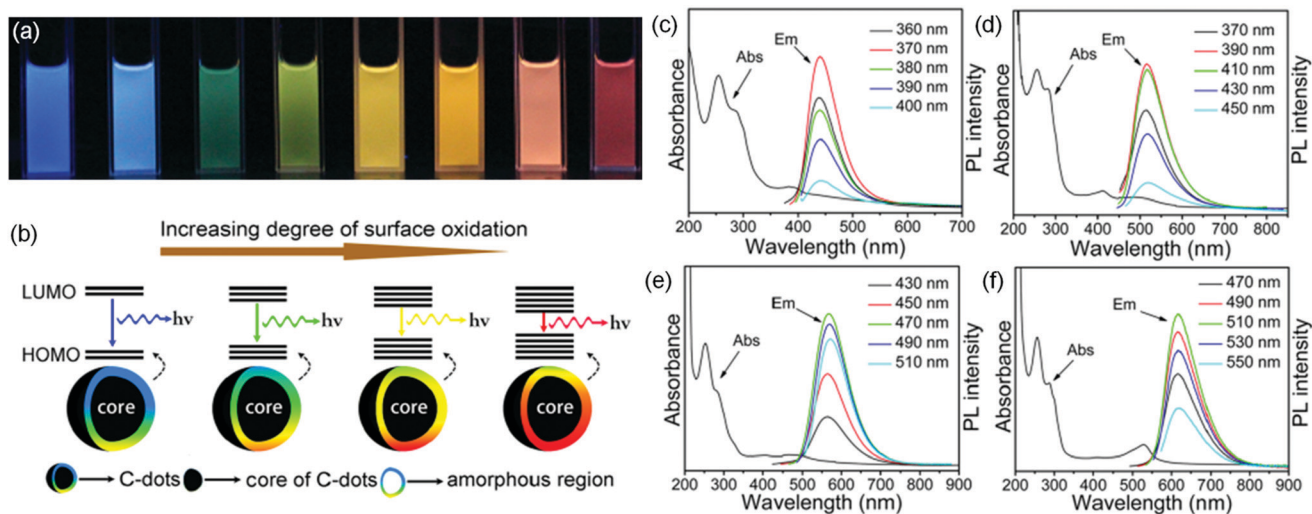 (a)
(b)
Increasing degree of surface oxidation
LUMO
hv
hv
hv
hv
HOMO
core
core
core
core
C-dots
core of C-dots
amorphous region
(c)
Absorbance
PL intensity
Abs
Em
360 nm
370 nm
380 nm
390 nm
400 nm
200 300 400 500 600 700
Wavelength (nm)
(d)
Absorbance
PL intensity
Abs
Em
370 nm
390 nm
410 nm
430 nm
450 nm
200 300 400 500 600 700 800
Wavelength (nm)
(e)
Absorbance
PL intensity
Abs
Em
430 nm
450 nm
470 nm
490 nm
510 nm
200 300 400 500 600 700 800 900
Wavelength (nm)
(f)
Absorbance
PL intensity
Abs
Em
470 nm
490 nm
510 nm
530 nm
550 nm
200 300 400 500 600 700 800 900
Wavelength (nm)